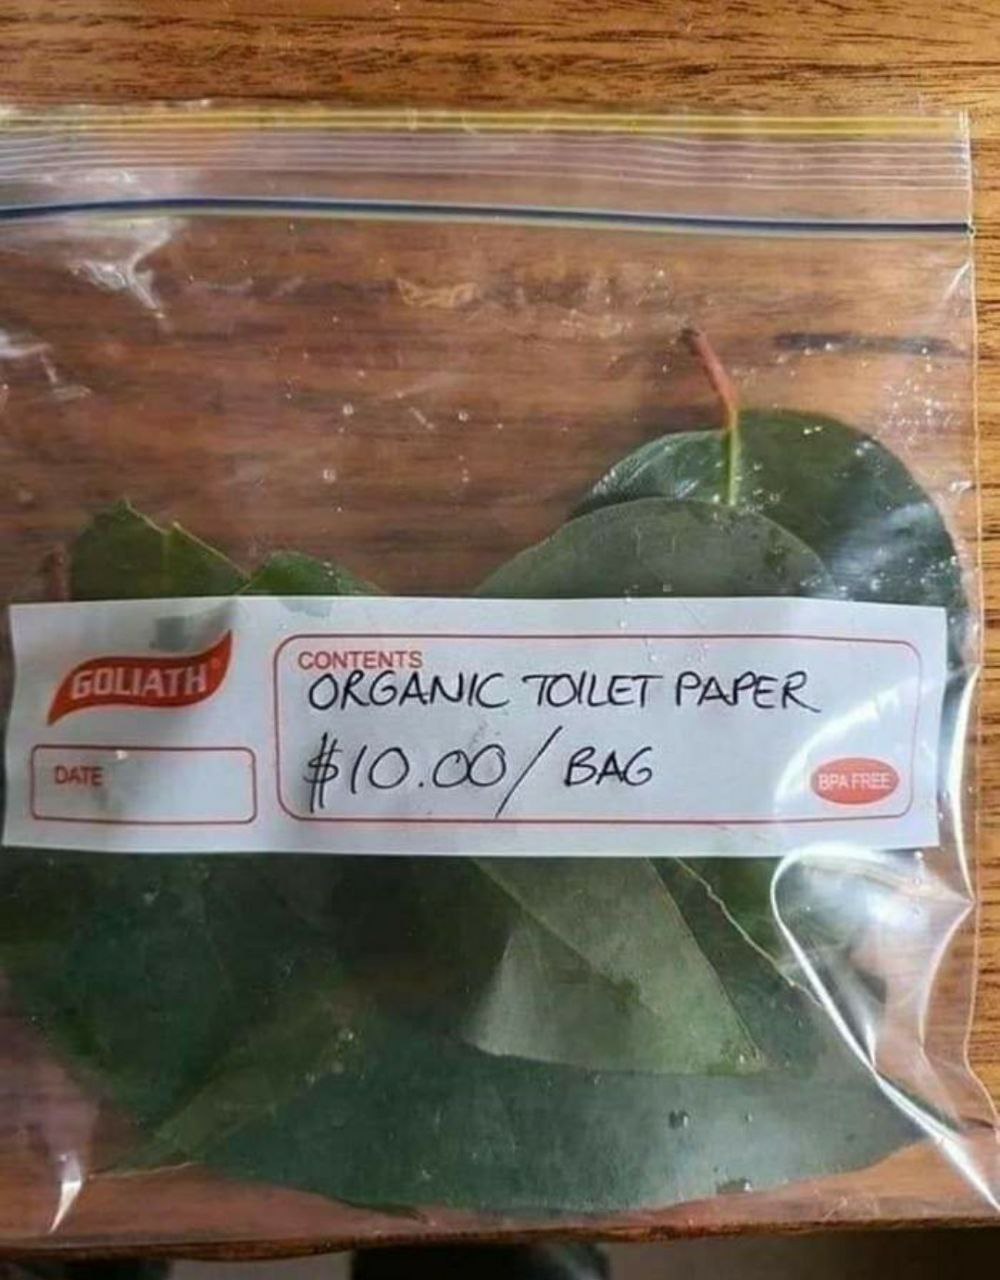 GOLIATH®
CONTENTS
ORGANIC TOILET PAPER
$10.00/BAG
DATE
BPA FREE